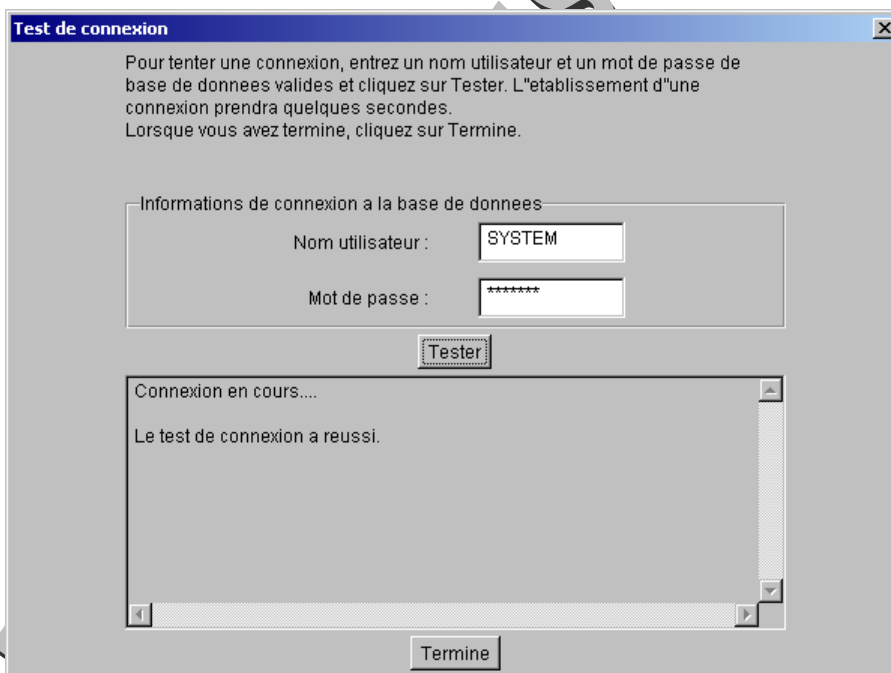 Test de connexion
Pour tenter une connexion, entrez un nom utilisateur et un mot de passe de
base de donnees valides et cliquez sur Tester. L"etablissement d"une
connexion prendra quelques secondes.
Lorsque vous avez termine, cliquez sur Termine.
Informations de connexion a la base de donnees
Nom utilisateur :
SYSTEM
Mot de passe :
*******
Tester
Connexion en cours....
Le test de connexion a reussi.
Termine